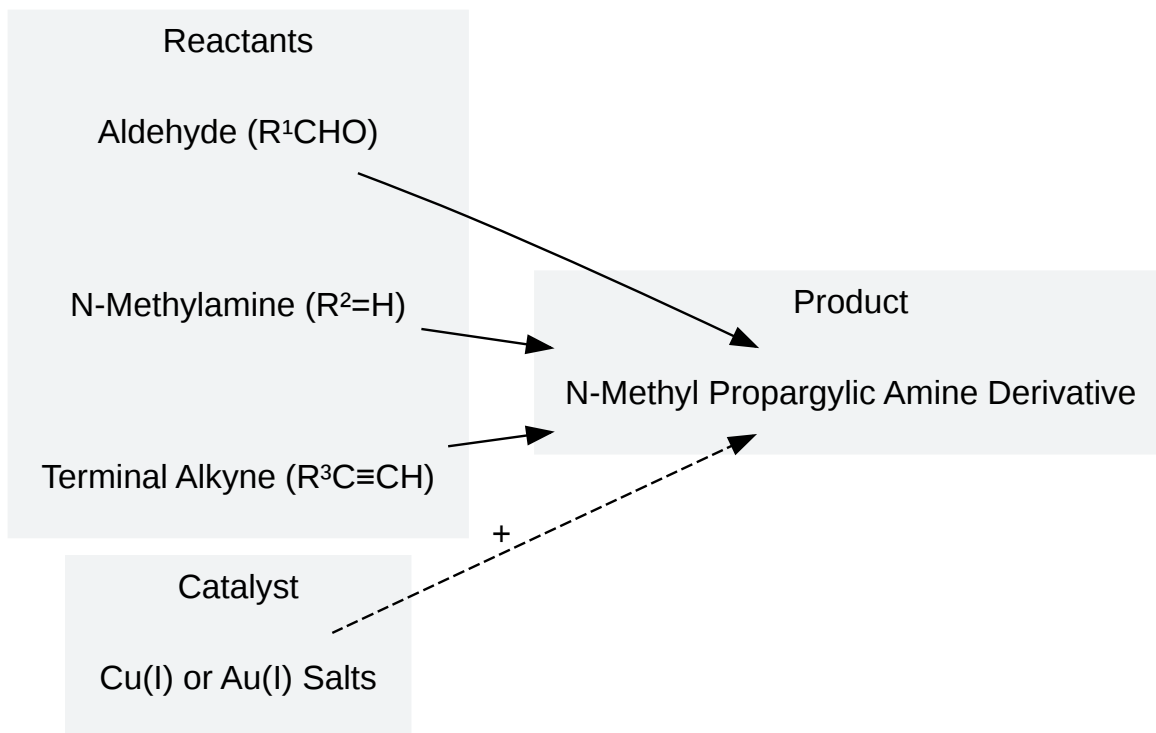 Reactants
Aldehyde (R¹CHO)
N-Methylamine (R²=H)
Terminal Alkyne (R³C≡CH)
Product
N-Methyl Propargylic Amine Derivative
+
Catalyst
Cu(I) or Au(I) Salts